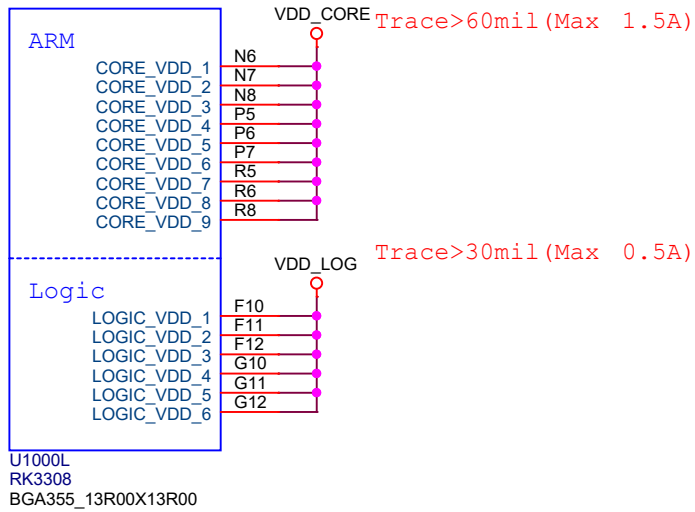 VDD_CORE Trace>60mil(Max 1.5A)
ARM
CORE_VDD_1 N6
CORE_VDD_2 N7
CORE_VDD_3 N8
CORE_VDD_4 P5
CORE_VDD_5 P6
CORE_VDD_6 P7
CORE_VDD_7 R5
CORE_VDD_8 R6
CORE_VDD_9 R8
VDD_LOG Trace>30mil(Max 0.5A)
Logic
LOGIC_VDD_1 F10
LOGIC_VDD_2 F11
LOGIC_VDD_3 F12
LOGIC_VDD_4 G10
LOGIC_VDD_5 G11
LOGIC_VDD_6 G12
U1000L
RK3308
BGA355_13R00X13R00